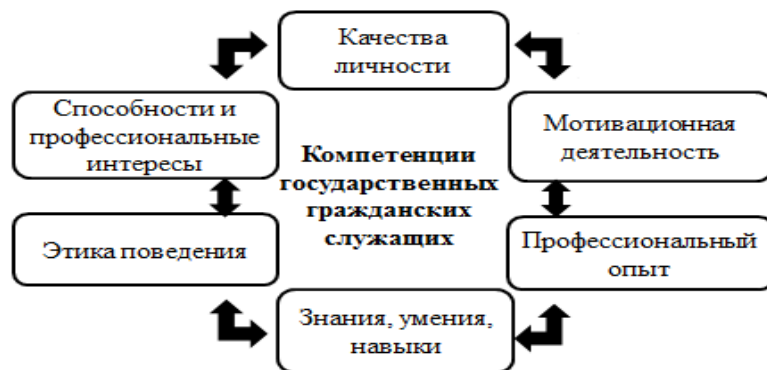 Качества
личности
Способности и
профессиональные
интересы
Мотивационная
деятельность
Компетенции
государственных
гражданских
служащих
Этика поведения
Профессиональный
опыт
Знания, умения,
навыки